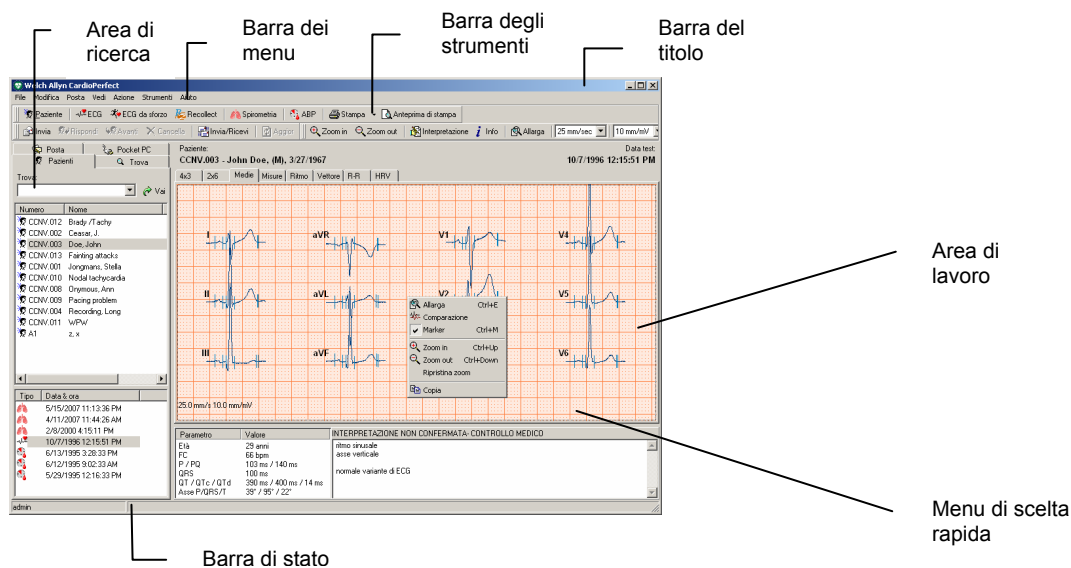 Area di
ricerca
Barra dei
menu
Barra degli
strumenti
Barra del
titolo
Welch Allyn CardioPerfect
File Modifica Posta Vedi Azione Strumenti Aiuto
Paziente ECG ECG da sforzo Recollect Spirometria ABP Stampa Anteprima di stampa
Invia Rispondi Avanti Cancella Invia/Ricevi Aggior Zoom in Zoom out Interpretazione Info Allarga 25 mm/sec 10 mm/mV
Posta Pocket PC
Pazienti Trova
Trova:
Vai
Numero Nome
CCNV.012 Brady /Tachy
CCNV.002 Ceasar, J.
CCNV.003 Doe, John
CCNV.013 Fainting attacks
CCNV.001 Jongmans, Stella
CCNV.010 Nodal tachycardia
CCNV.008 Onymous, Ann
CCNV.009 Pacing problem
CCNV.004 Recording, Long
CCNV.011 WPW
A1 z, x
Tipo Data & ora
5/15/2007 11:13:36 PM
4/11/2007 11:44:26 AM
2/8/2000 4:15:11 PM
10/7/1996 12:15:51 PM
6/13/1995 3:28:33 PM
6/12/1995 9:02:33 AM
5/29/1995 12:16:33 PM
Paziente: Data test:
CCNV.003 - John Doe, (M), 3/27/1967 10/7/1996 12:15:51 PM
4x3 2x6 Medie Misure Ritmo Vettore R-R HRV
I aVR V1 V4
II aVL V2 V5
III aVF V6
Allarga Ctrl+E
Comparazione
Marker Ctrl+M
Zoom in Ctrl+Up
Zoom out Ctrl+Down
Ripristina zoom
Copia
25.0 mm/s 10.0 mm/mV
Parametro Valore INTERPRETAZIONE NON CONFERMATA- CONTROLLO MEDICO
Età 29 anni
FC 66 bpm
P / PQ 103 ms / 140 ms
QRS 100 ms
QT / QTc / QTd 390 ms / 400 ms / 14 ms
Asse P/QRS/T 39° / 95° / 22°
ritmo sinusale
asse verticale
normale variante di ECG
admin
Area di
lavoro
Menu di scelta
rapida
Barra di stato